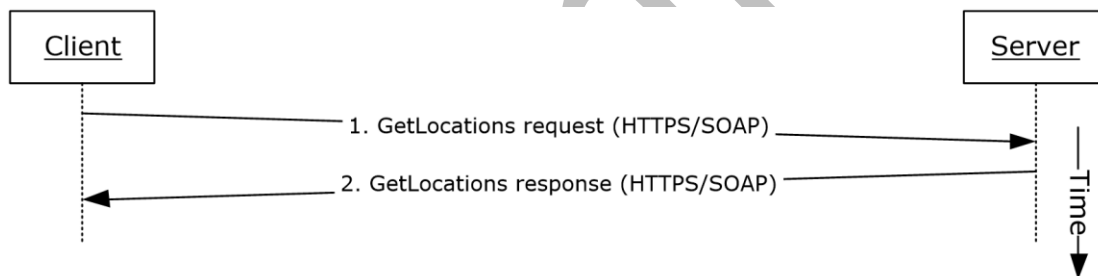 Client
Server
1. GetLocations request (HTTPS/SOAP)
2. GetLocations response (HTTPS/SOAP)
Time